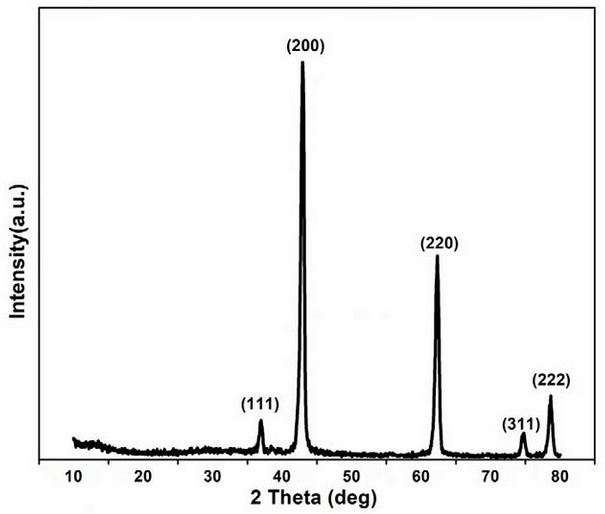 (200)
(220)
(222)
(111)
(311)
Intensity(a.u.)
10 20 30 40 50 60 70 80
2 Theta (deg)